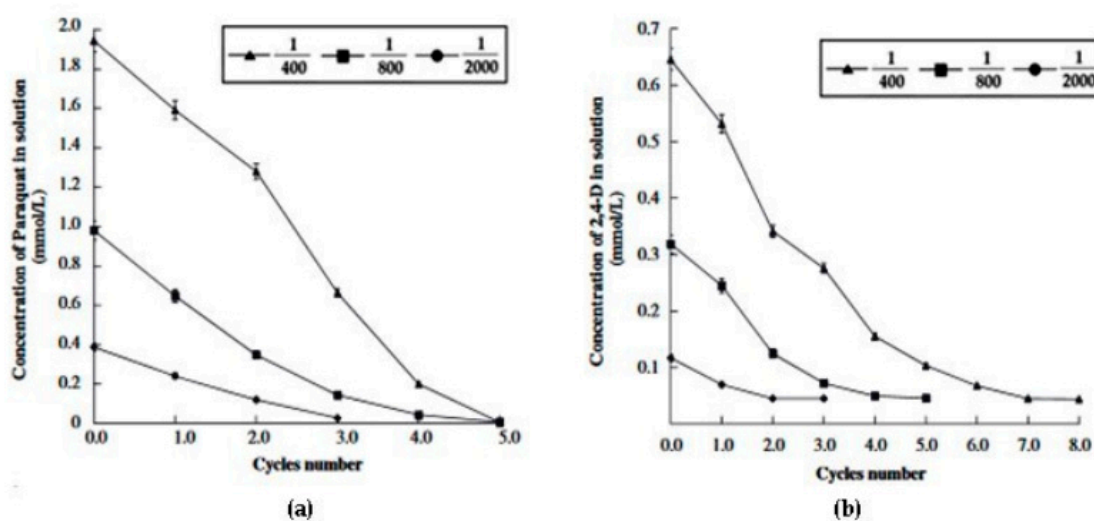 2.0
1.8
1.6
1.4
1.2
1.0
0.8
0.6
0.4
0.2
0
0.0 1.0 2.0 3.0 4.0 5.0
Concentration of Paraquat in solution
(mmol/L)
Cycles number
1/400 1/800 1/2000
(a)
0.7
0.6
0.5
0.4
0.3
0.2
0.1
0.0 1.0 2.0 3.0 4.0 5.0 6.0 7.0 8.0
Concentration of 2,4-D in solution
(mmol/L)
Cycles number
1/400 1/800 1/2000
(b)